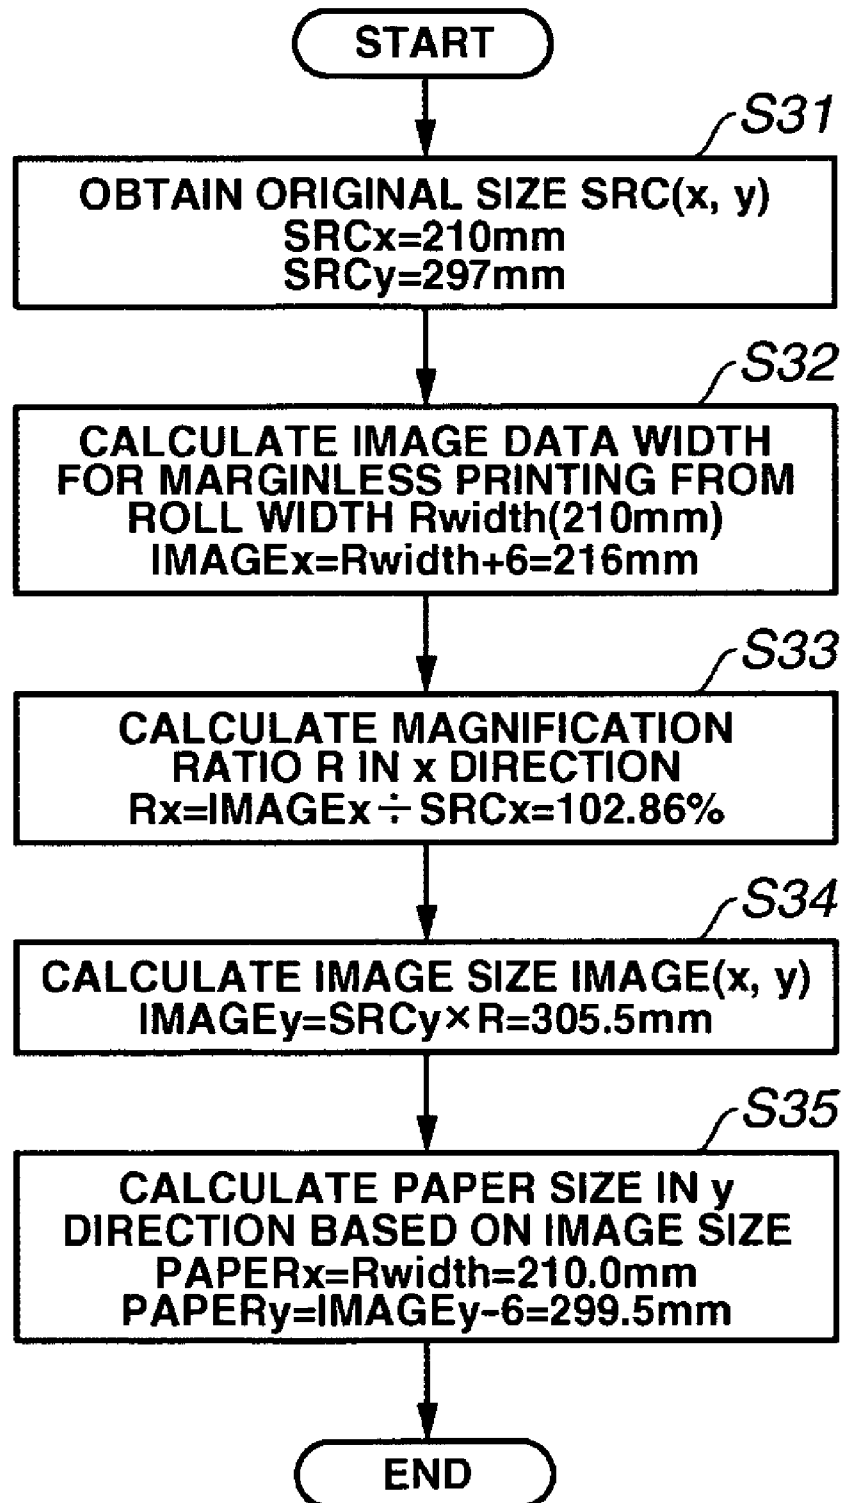 START
S31
OBTAIN ORIGINAL SIZE SRC(x, y)
SRCx=210mm
SRCy=297mm
S32
CALCULATE IMAGE DATA WIDTH
FOR MARGINLESS PRINTING FROM
ROLL WIDTH Rwidth(210mm)
IMAGEx=Rwidth+6=216mm
S33
CALCULATE MAGNIFICATION
RATIO R IN x DIRECTION
Rx=IMAGEx÷SRCx=102.86%
S34
CALCULATE IMAGE SIZE IMAGE(x, y)
IMAGEy=SRCy×R=305.5mm
S35
CALCULATE PAPER SIZE IN y
DIRECTION BASED ON IMAGE SIZE
PAPERx=Rwidth=210.0mm
PAPERy=IMAGEy-6=299.5mm
END